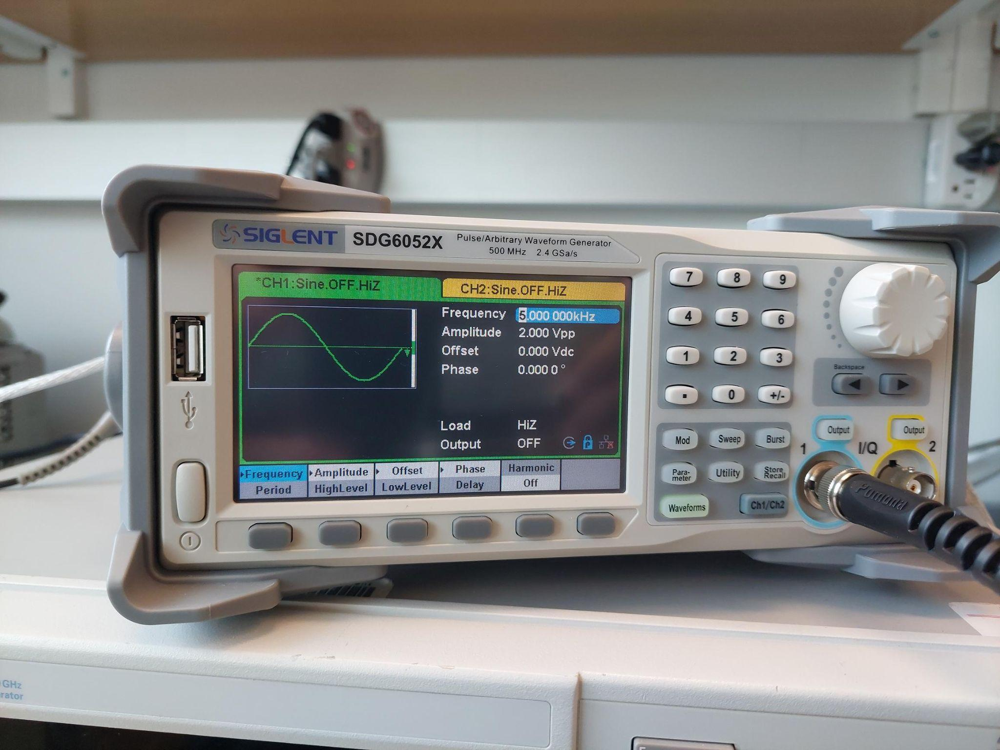 SIGLENT SDG6052X Pulse/Arbitrary Waveform Generator
500 MHz 2.4 GSa/s
*CH1:Sine.OFF.HiZ CH2:Sine.OFF.HiZ
Frequency 5.000 000kHz
Amplitude 2.000 Vpp
Offset 0.000 Vdc
Phase 0.000 0 °
Load HiZ
Output OFF
Frequency Amplitude Offset Phase Harmonic
Period HighLevel LowLevel Delay Off
7 8 9
4 5 6
1 2 3
. 0 +/-
Backspace
Mod Sweep Burst
Para-
meter
Utility
Store
Recall
Waveforms Ch1/Ch2
Output Output
1 I/Q 2
Pomona
GHz
rator